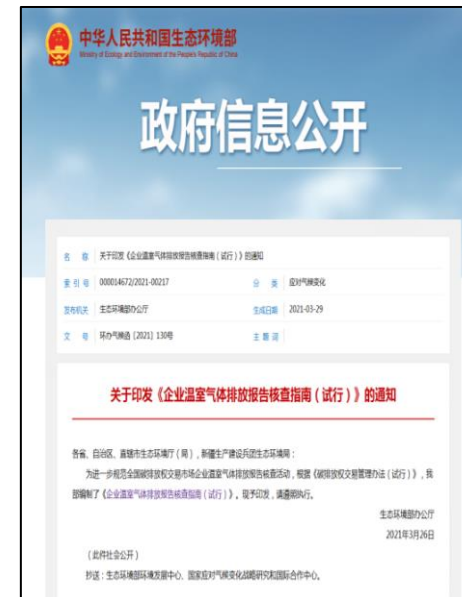 中华人民共和国生态环境部
Ministry of Ecology and Environment of the People's Republic of China
政府信息公开
名 称 关于印发《企业温室气体排放报告核查指南（试行）》的通知
索 引 号 000014672/2021-00217 分 类 应对气候变化
发布机关 生态环境部办公厅 生成日期 2021-03-29
文 号 环办气候函〔2021〕130号 主 题 词
关于印发《企业温室气体排放报告核查指南（试行）》的通知
各省、自治区、直辖市生态环境厅（局），新疆生产建设兵团生态环境局：
为进一步规范全国碳排放权交易市场企业温室气体排放报告核查活动，根据《碳排放权交易管理办法（试行）》，我
部编制了《企业温室气体排放报告核查指南（试行）》。现予印发，请遵照执行。
生态环境部办公厅
2021年3月26日
（此件社会公开）
抄送：生态环境部环境发展中心、国家应对气候变化战略研究和国际合作中心。